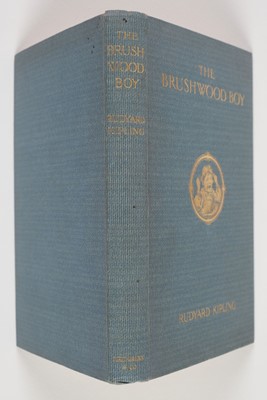 THE
BRUSH
WOOD
BOY
RUDYARD
KIPLING
THE
BRUSHWOOD·BOY
RUDYARD KIPLING